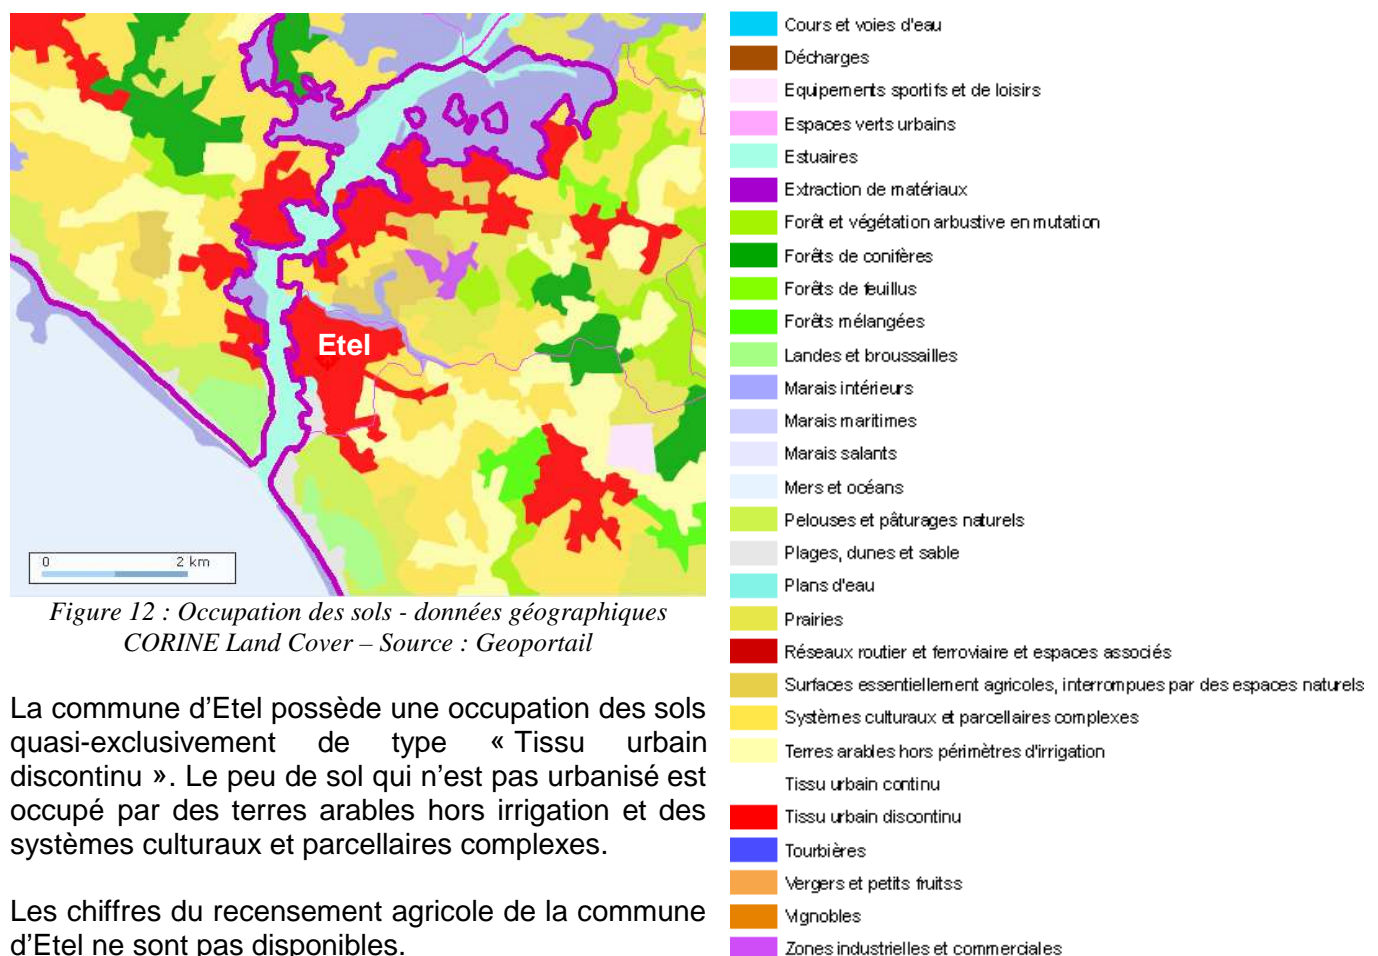 Etel
0 2 km
Figure 12 : Occupation des sols - données géographiques
CORINE Land Cover – Source : Geoportail
La commune d'Etel possède une occupation des sols
quasi-exclusivement de type « Tissu urbain
discontinu ». Le peu de sol qui n'est pas urbanisé est
occupé par des terres arables hors irrigation et des
systèmes culturaux et parcellaires complexes.
Les chiffres du recensement agricole de la commune
d'Etel ne sont pas disponibles.
Cours et voies d'eau
Décharges
Equipements sportifs et de loisirs
Espaces verts urbains
Estuaires
Extraction de matériaux
Forêt et végétation arbustive en mutation
Forêts de conifères
Forêts de feuillus
Forêts mélangées
Landes et broussailles
Marais intérieurs
Marais maritimes
Marais salants
Mers et océans
Pelouses et pâturages naturels
Plages, dunes et sable
Plans d'eau
Prairies
Réseaux routier et ferroviaire et espaces associés
Surfaces essentiellement agricoles, interrompues par des espaces naturels
Systèmes culturaux et parcellaires complexes
Terres arables hors périmètres d'irrigation
Tissu urbain continu
Tissu urbain discontinu
Tourbières
Vergers et petits fruitss
Vignobles
Zones industrielles et commerciales